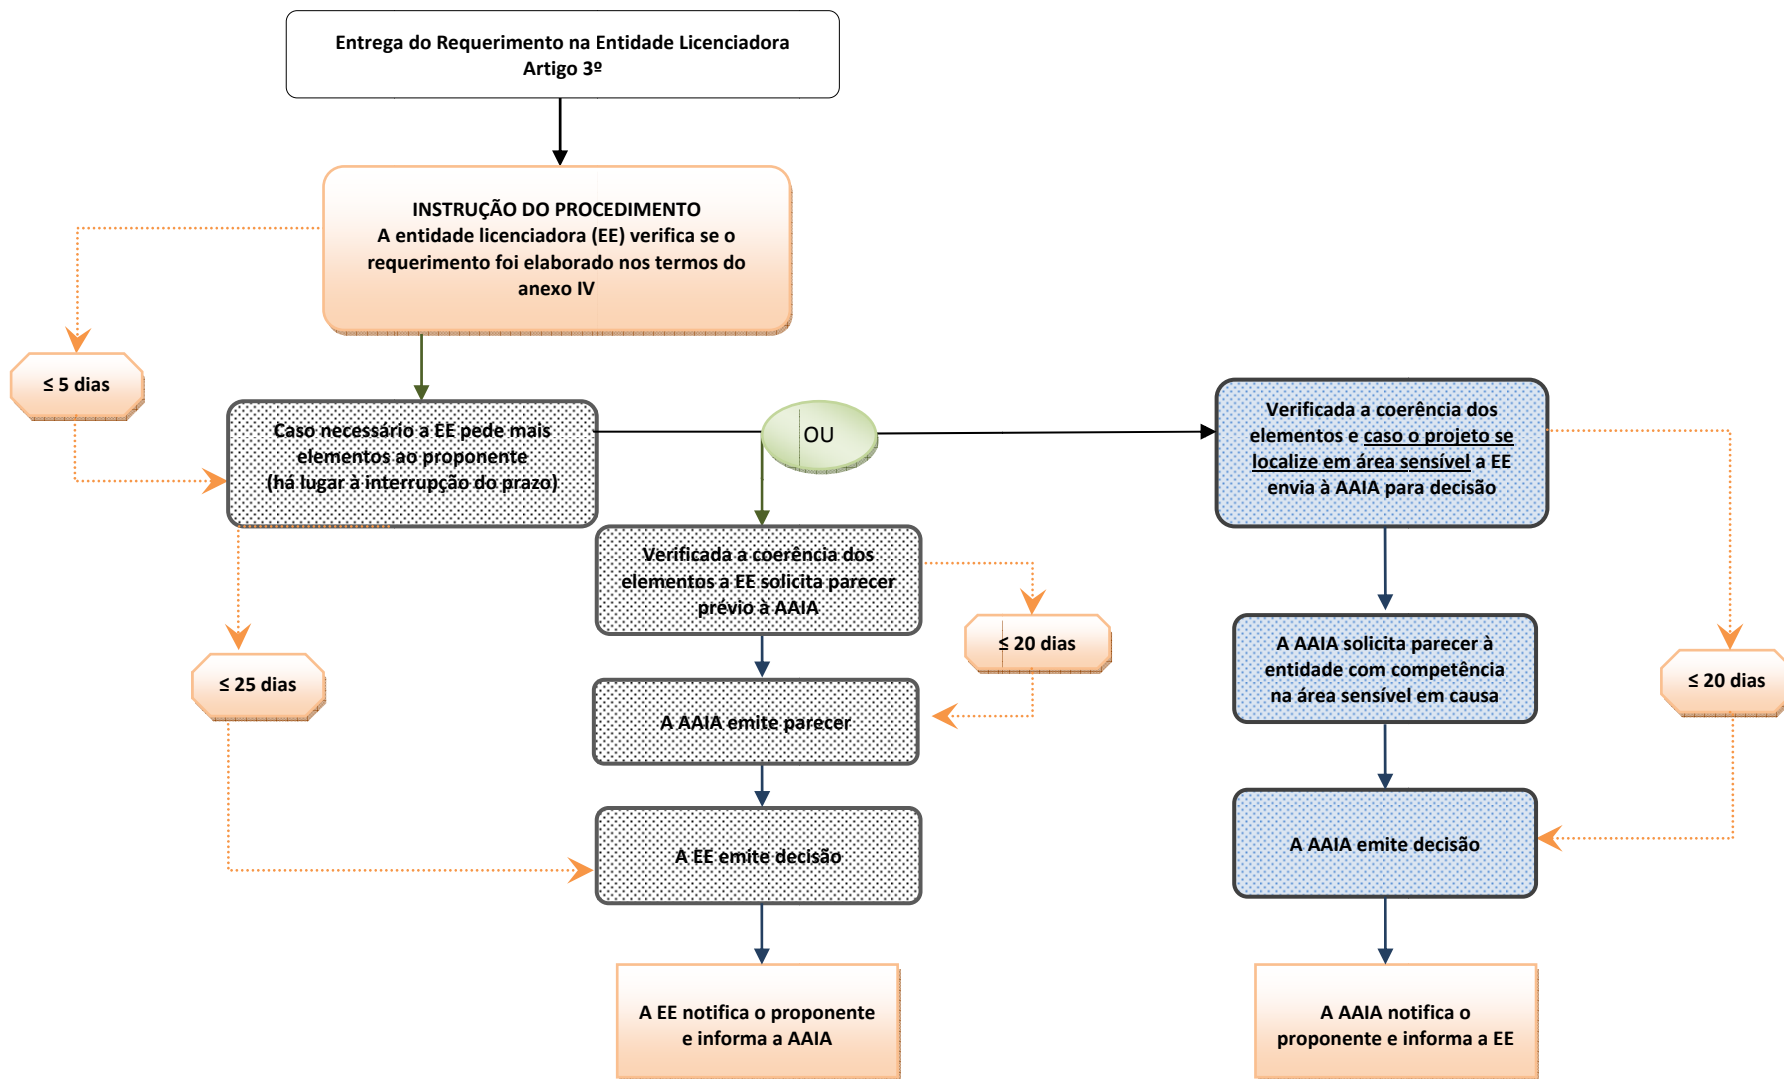 Entrega do Requerimento na Entidade Licenciadora
Artigo 3º
INSTRUÇÃO DO PROCEDIMENTO
A entidade licenciadora (EE) verifica se o
requerimento foi elaborado nos termos do
anexo IV
≤ 5 dias
Caso necessário a EE pede mais
elementos ao proponente
(há lugar à interrupção do prazo)
OU
Verificada a coerência dos
elementos e caso o projeto se
localize em área sensível a EE
envia à AAIA para decisão
Verificada a coerência dos
elementos a EE solicita parecer
prévio à AAIA
≤ 20 dias
A AAIA solicita parecer à
entidade com competência
na área sensível em causa
≤ 20 dias
≤ 25 dias
A AAIA emite parecer
A EE emite decisão
A AAIA emite decisão
A EE notifica o proponente
e informa a AAIA
A AAIA notifica o
proponente e informa a EE